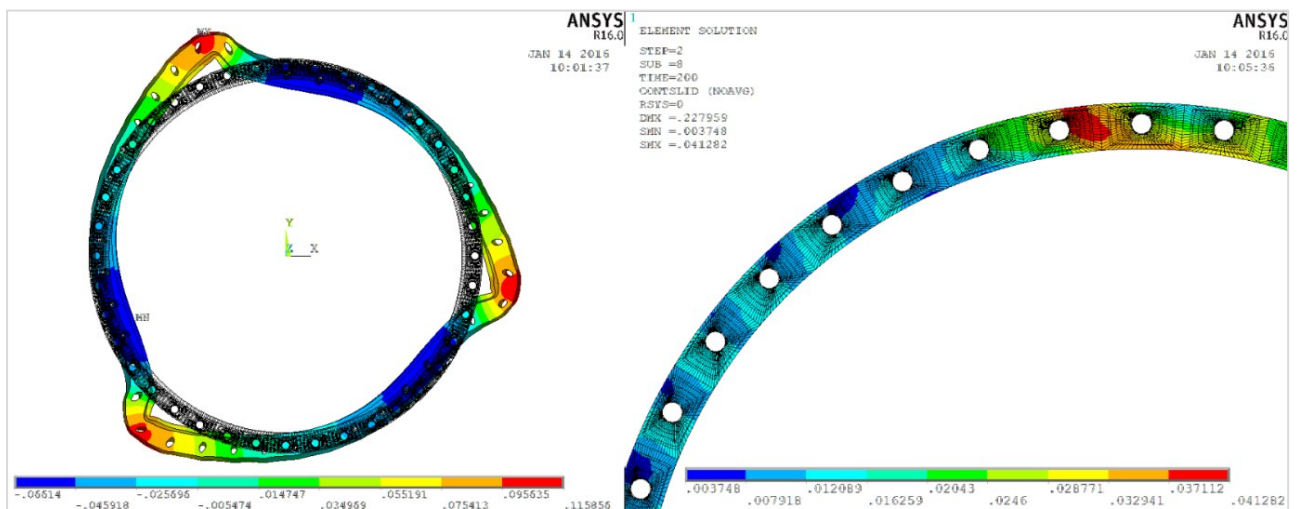 ANSYS
R16.0
JAN 14 2016
10:01:37
MX
Y
Z X
MN
-.06614 -.025696 .014747 .055191 .095635
-.045918 -.005474 .034969 .075413 .115856
1
ELEMENT SOLUTION
STEP=2
SUB =8
TIME=200
CONTSLID (NOAVG)
RSYS=0
DMX =.227959
SMN =.003748
SMX =.041282
ANSYS
R16.0
JAN 14 2016
10:05:36
.003748 .012089 .02043 .028771 .037112
.007918 .016259 .0246 .032941 .041282